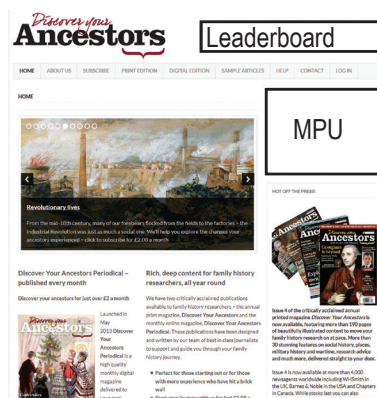 Discover your
Ancestors
Leaderboard
HOME ABOUT US SUBSCRIBE PRINT EDITION DIGITAL EDITION SAMPLE ARTICLES HELP CONTACT LOG IN
HOME
MPU
Revolutionary lives
From the mid-18th century, many of our forebears flocked from the fields to the factories – the
Industrial Revolution was just as much a social one. We'll help you explore the changes your
ancestors experienced – click to subscribe for £2.00 a month
HOT OFF THE PRESS!
Discover your
Ancestors
Discover Your Ancestors Periodical –
published every month
Discover your ancestors for just over £2 a month
Launched in
May
2013 Discover
Your
Ancestors
Periodical is a
high quality
monthly digital
magazine
delivered to
Rich, deep content for family history
researchers, all year round
We have two critically acclaimed publications
available to family history researchers – the annual
print magazine, Discover Your Ancestors and the
monthly online magazine, Discover Your Ancestors
Periodical. These publications have been designed
and written by our team of best in class journalists
to support and guide you through your family
history journey.
Perfect for those starting out or for those
with more experience who have hit a brick
wall
Issue 4 of the critically acclaimed annual
printed magazine Discover Your Ancestors is
now available, featuring more than 190 pages
of beautifully illustrated content to move your
family history research on at pace. More than
30 stunning features on social history, places,
military history and wartime, research advice
and much more, delivered straight to your door.
Issue 4 is now available at more than 4,000
newsagents worldwide including WHSmith in
the UK, Barnes & Noble in the USA and Chapters
in Canada. While stocks last you can also